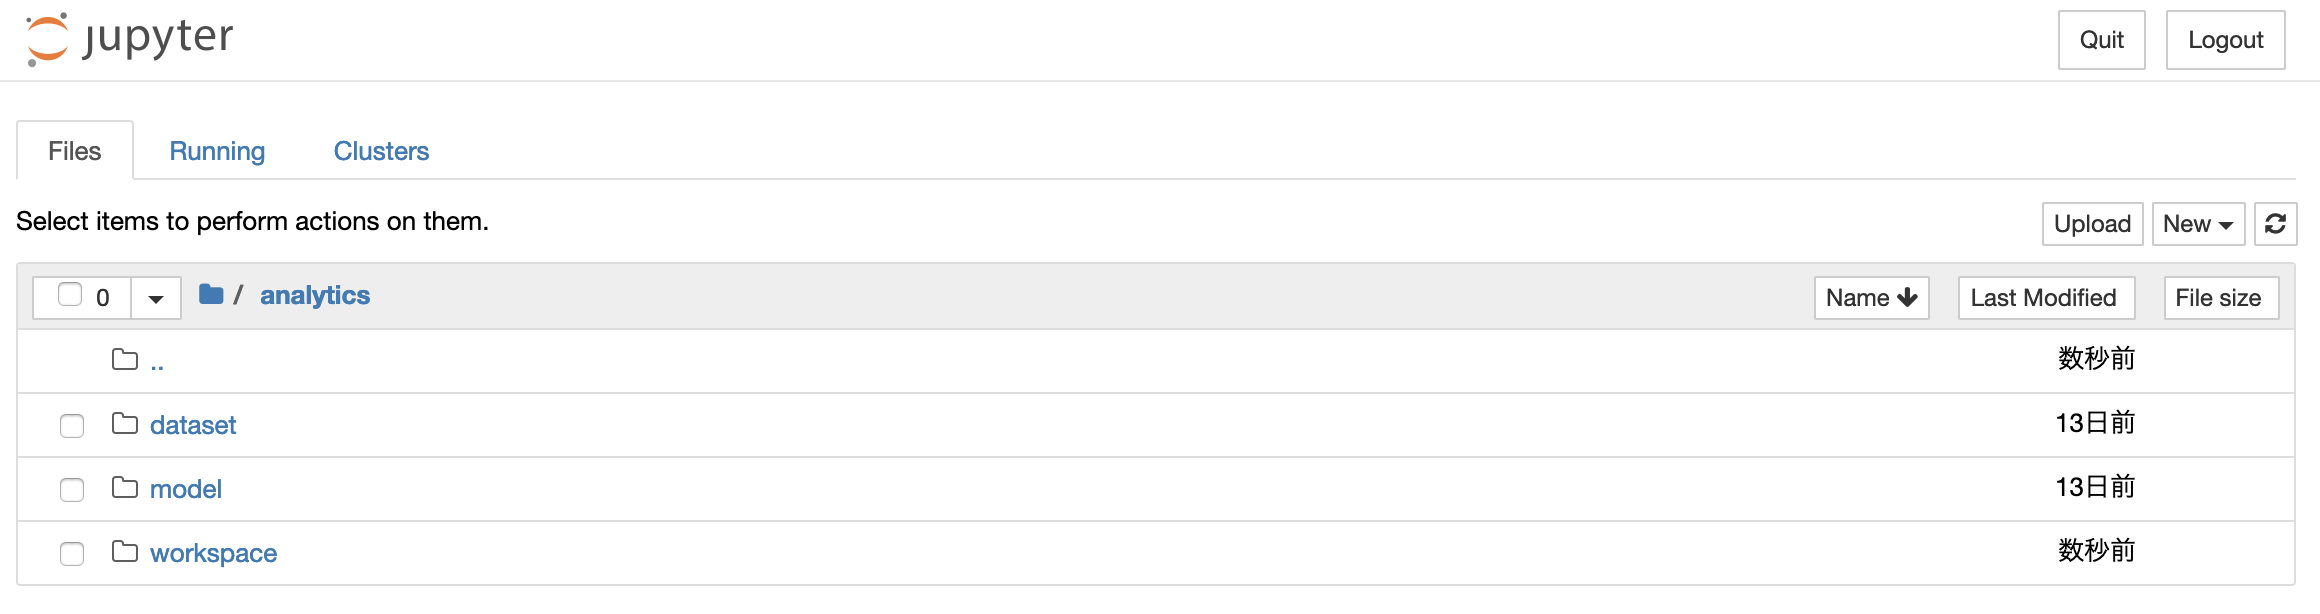 jupyter Quit Logout
Files Running Clusters
Select items to perform actions on them. Upload New
0 / analytics Name Last Modified File size
.. 数秒前
dataset 13日前
model 13日前
workspace 数秒前